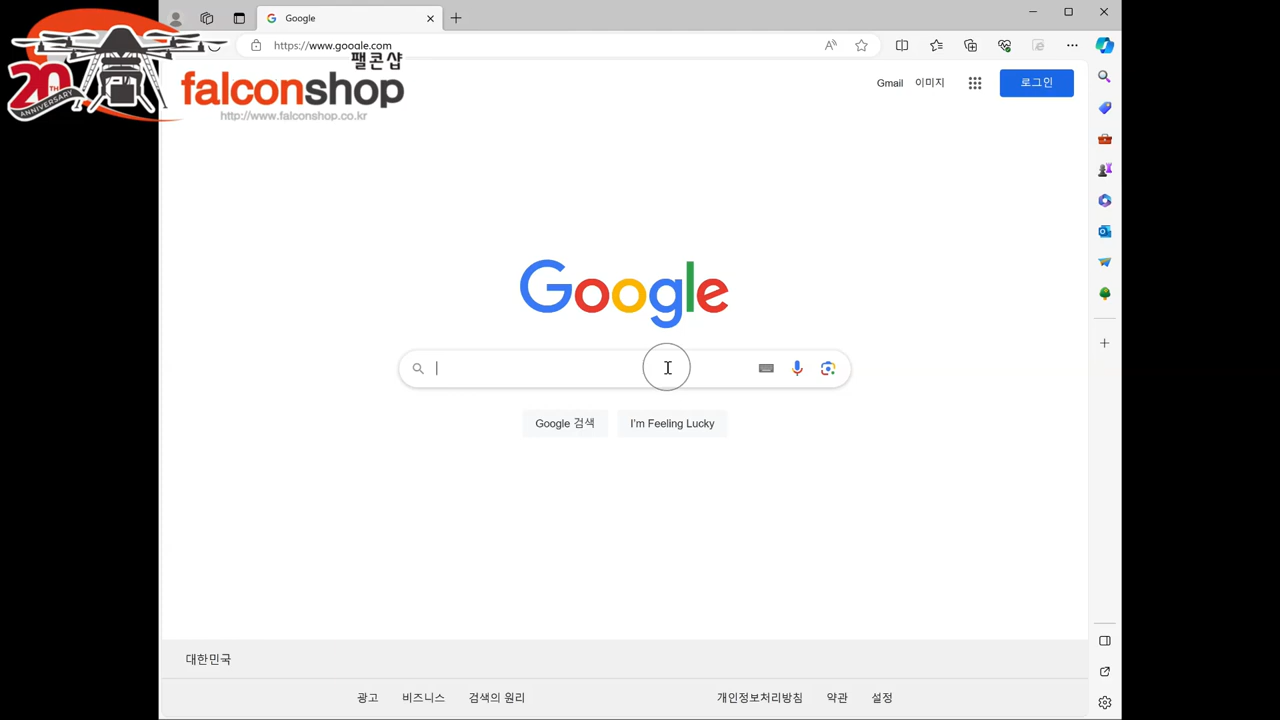 Google
https://www.google.com
20TH
ANNIVERSARY
팰콘샵
falconshop
http://www.falconshop.co.kr
Gmail 이미지 로그인
Google
Google 검색 I'm Feeling Lucky
대한민국
광고 비즈니스 검색의 원리 개인정보처리방침 약관 설정